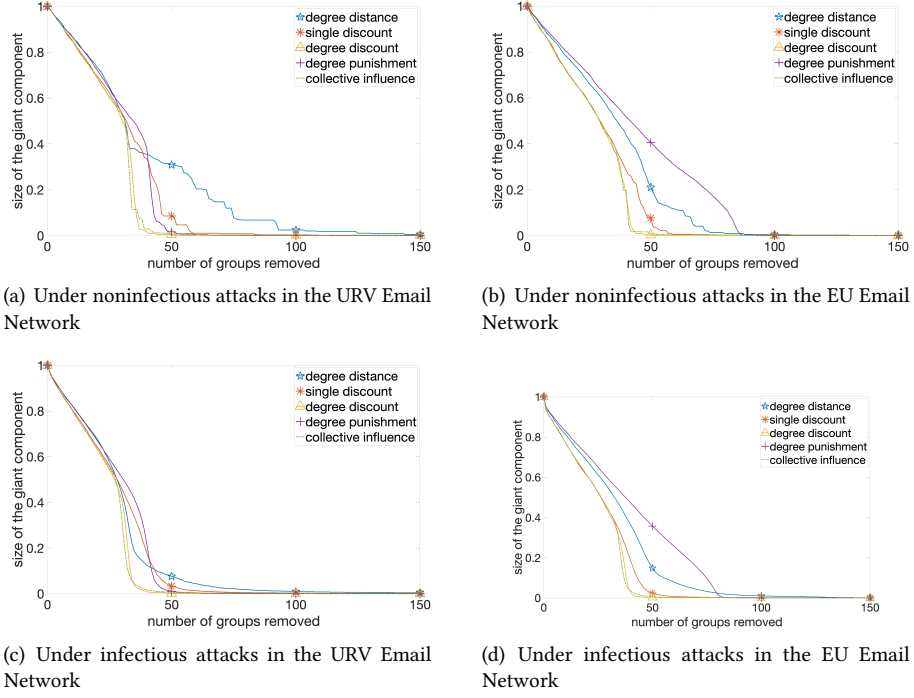 size of the giant component
1
0.8
0.6
0.4
0.2
0
0 50 100 150
number of groups removed
degree distance
single discount
degree discount
degree punishment
collective influence
(a) Under noninfectious attacks in the URV Email
Network
size of the giant component
1
0.8
0.6
0.4
0.2
0
0 50 100 150
number of groups removed
degree distance
single discount
degree discount
degree punishment
collective influence
(b) Under noninfectious attacks in the EU Email
Network
size of the giant component
1
0.8
0.6
0.4
0.2
0
0 50 100 150
number of groups removed
degree distance
single discount
degree discount
degree punishment
collective influence
(c) Under infectious attacks in the URV Email
Network
size of the giant component
1
0.8
0.6
0.4
0.2
0
0 50 100 150
number of groups removed
degree distance
single discount
degree discount
degree punishment
collective influence
(d) Under infectious attacks in the EU Email
Network